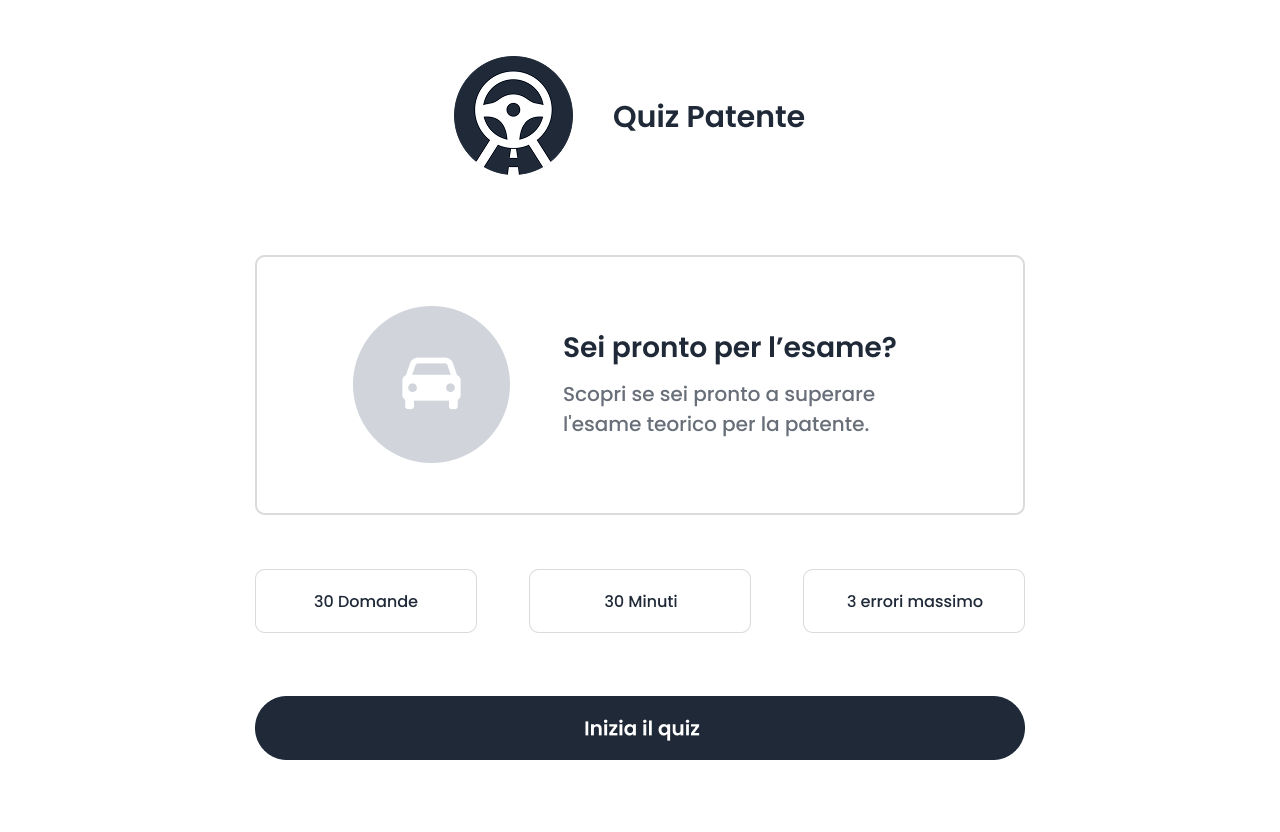 Quiz Patente
Sei pronto per l’esame?
Scopri se sei pronto a superare
l'esame teorico per la patente.
30 Domande
30 Minuti
3 errori massimo
Inizia il quiz